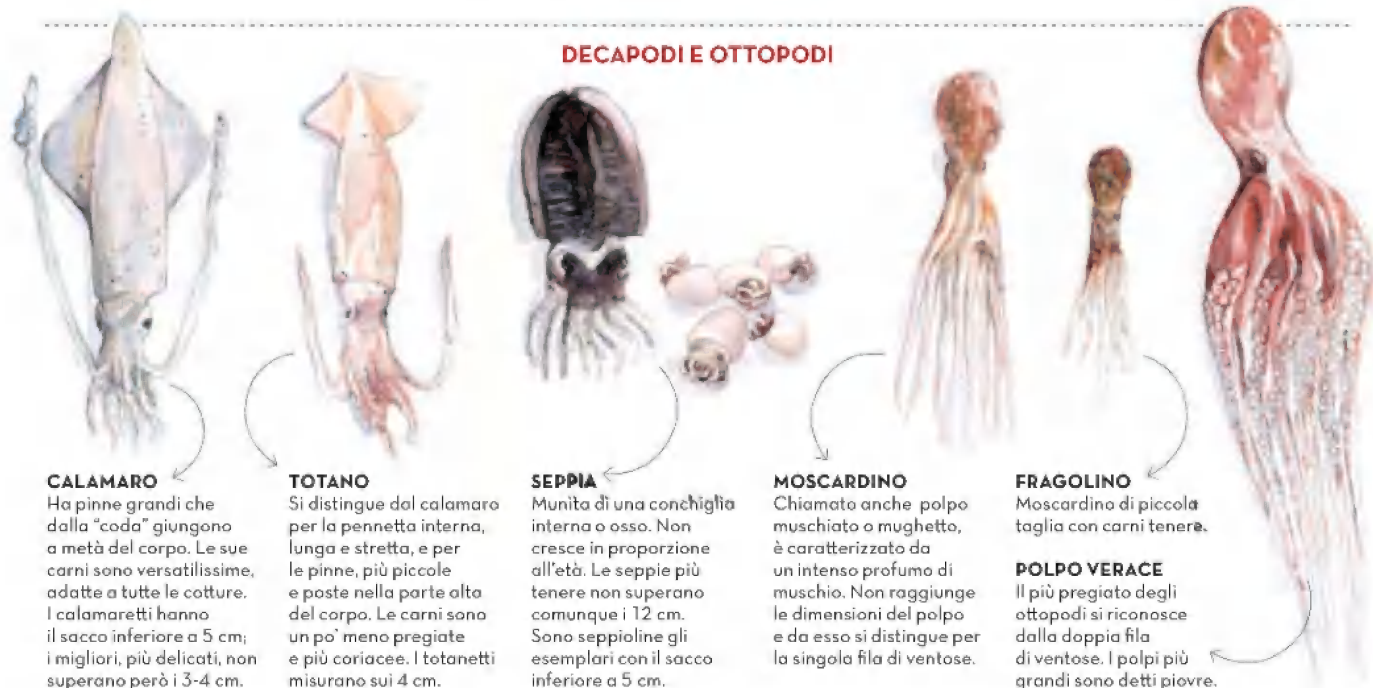 DECAPODI E OTTOPODI
CALAMARO
Ha pinne grandi che
dalla “coda” giungono
a metà del corpo. Le sue
carni sono versatilissime,
adatte a tutte le cotture.
I calamaretti hanno
il sacco inferiore a 5 cm;
i migliori, più delicati, non
superano però i 3-4 cm.
TOTANO
Si distingue dal calamaro
per la pennetta interna,
lunga e stretta, e per
le pinne, più piccole
e poste nella parte alta
del corpo. Le carni sono
un po’ meno pregiate
e più coriacee. I totanetti
misurano sui 4 cm.
SEPPIA
Munita di una conchiglia
interna o osso. Non
cresce in proporzione
all’età. Le seppie più
tenere non superano
comunque i 12 cm.
Sono seppioline gli
esemplari con il sacco
inferiore a 5 cm.
MOSCARDINO
Chiamato anche polpo
muschiato o mughetto,
è caratterizzato da
un intenso profumo di
muschio. Non raggiunge
le dimensioni del polpo
e da esso si distingue per
la singola fila di ventose.
FRAGOLINO
Moscardino di piccola
taglia con carni tenere.
POLPO VERACE
Il più pregiato degli
ottopodi si riconosce
dalla doppia fila
di ventose. I polpi più
grandi sono detti piovre.